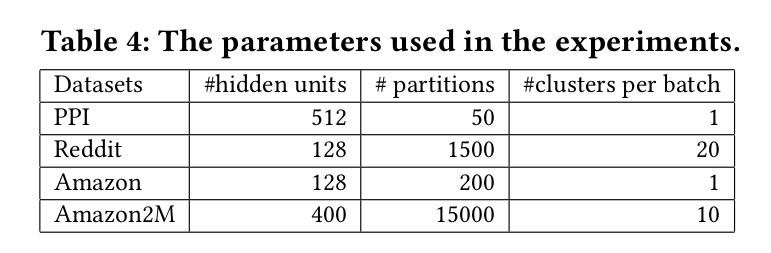 Table 4: The parameters used in the experiments.
Datasets #hidden units # partitions #clusters per batch
PPI 512 50 1
Reddit 128 1500 20
Amazon 128 200 1
Amazon2M 400 15000 10